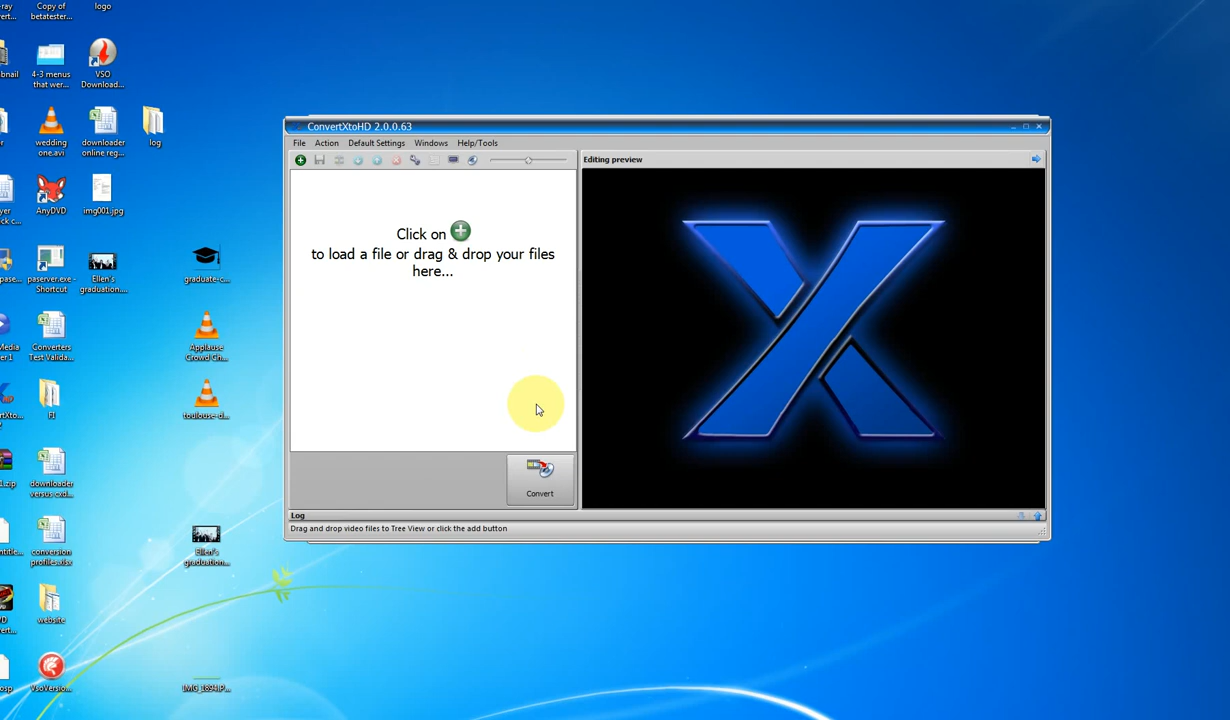 Copy of
logo
betatester...
4-3 menus
that wer...
VSO
Download...
wedding
one.avi
downloader
online reg...
log
AnyDVD
img001.jpg
paserver.exe -
Shortcut
Ellen's
graduation....
graduate-c...
Converters
Test Valida...
Applause
Crowd Ch...
FI
toulouse-d...
downloader
versus cxd...
conversion
profiles.xlsx
Ellen's
graduation...
website
VsoVersio...
IMG_1894.P...
ConvertXtoHD 2.0.0.63
File Action Default Settings Windows Help/Tools
Editing preview
Click on
to load a file or drag & drop your files
here...
Convert
Log
Drag and drop video files to Tree View or click the add button